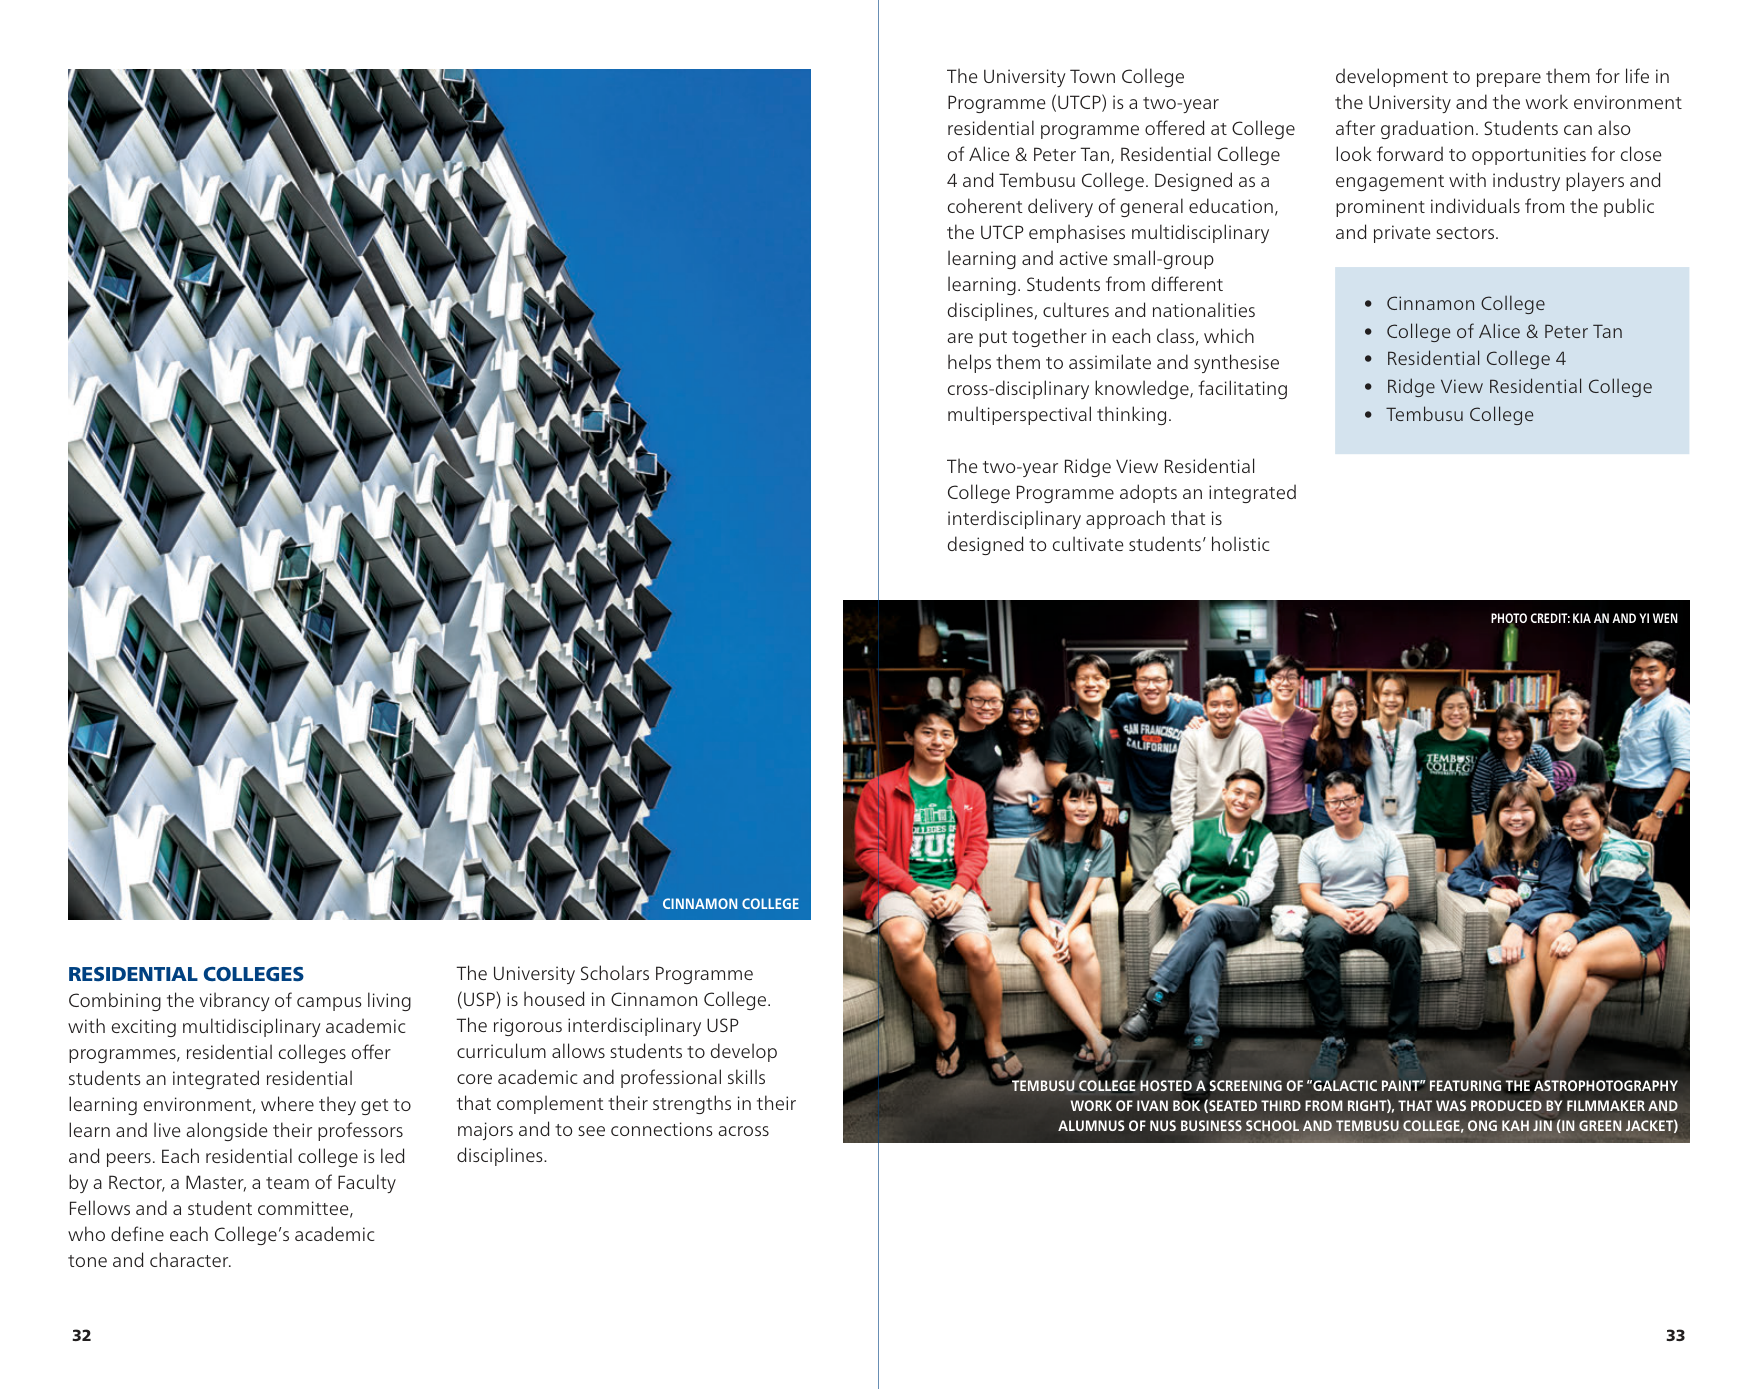 CINNAMON COLLEGE
RESIDENTIAL COLLEGES
Combining the vibrancy of campus living
with exciting multidisciplinary academic
programmes, residential colleges offer
students an integrated residential
learning environment, where they get to
learn and live alongside their professors
and peers. Each residential college is led
by a Rector, a Master, a team of Faculty
Fellows and a student committee,
who define each College’s academic
tone and character.
The University Scholars Programme
(USP) is housed in Cinnamon College.
The rigorous interdisciplinary USP
curriculum allows students to develop
core academic and professional skills
that complement their strengths in their
majors and to see connections across
disciplines.
32
The University Town College
Programme (UTCP) is a two-year
residential programme offered at College
of Alice & Peter Tan, Residential College
4 and Tembusu College. Designed as a
coherent delivery of general education,
the UTCP emphasises multidisciplinary
learning and active small-group
learning. Students from different
disciplines, cultures and nationalities
are put together in each class, which
helps them to assimilate and synthesise
cross-disciplinary knowledge, facilitating
multiperspectival thinking.
The two-year Ridge View Residential
College Programme adopts an integrated
interdisciplinary approach that is
designed to cultivate students’ holistic
development to prepare them for life in
the University and the work environment
after graduation. Students can also
look forward to opportunities for close
engagement with industry players and
prominent individuals from the public
and private sectors.
• Cinnamon College
• College of Alice & Peter Tan
• Residential College 4
• Ridge View Residential College
• Tembusu College
PHOTO CREDIT: KIA AN AND YI WEN
SAN FRANCISCO
CALIFORNIA
TEMBUSU
COLLEGE
COLLEGES OF
NUS
T
TEMBUSU COLLEGE HOSTED A SCREENING OF “GALACTIC PAINT” FEATURING THE ASTROPHOTOGRAPHY
WORK OF IVAN BOK (SEATED THIRD FROM RIGHT), THAT WAS PRODUCED BY FILMMAKER AND
ALUMNUS OF NUS BUSINESS SCHOOL AND TEMBUSU COLLEGE, ONG KAH JIN (IN GREEN JACKET)
33